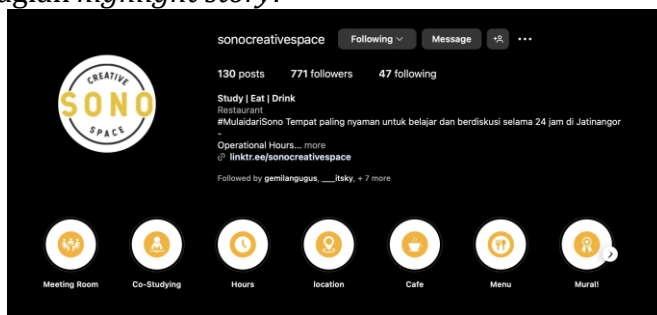 highlight story.
sonocreativespace Following Message
130 posts 771 followers 47 following
CREATIVE
SONO
SPACE
Study | Eat | Drink
Restaurant
#MulaidariSono Tempat paling nyaman untuk belajar dan berdiskusi selama 24 jam di Jatinangor
-
Operational Hours... more
linktr.ee/sonocreativespace
Followed by gemilangugus, ___itsky, + 7 more
Meeting Room Co-Studying Hours location Cafe Menu Mural!